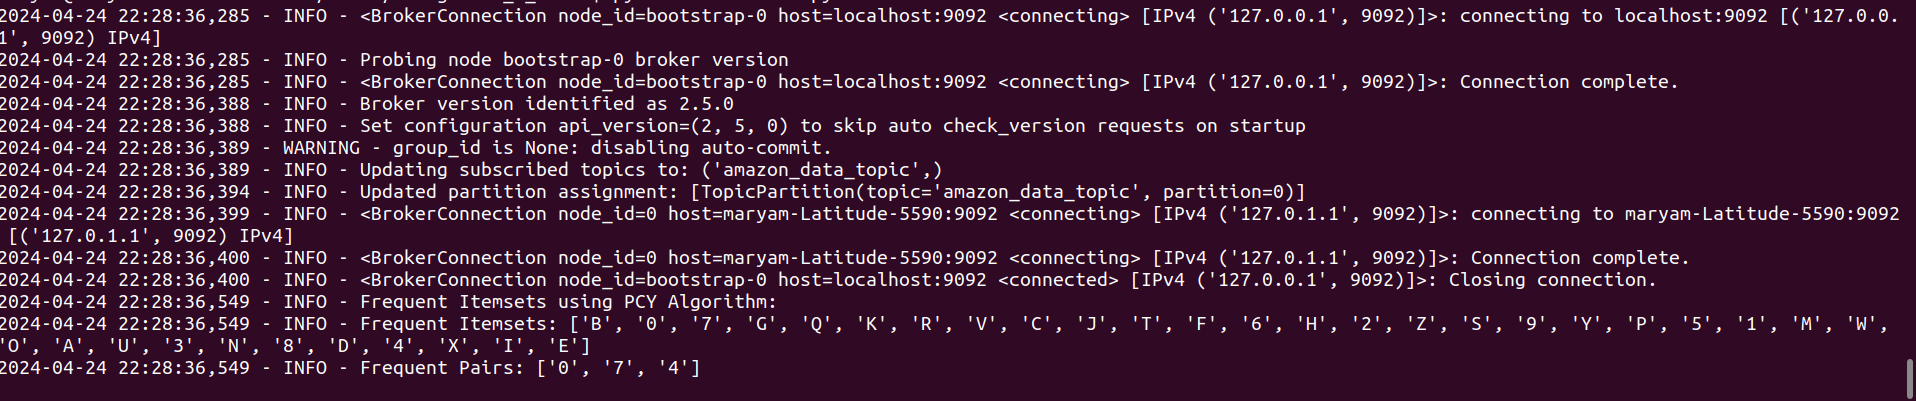 2024-04-24 22:28:36,285 - INFO - <BrokerConnection node_id=bootstrap-0 host=localhost:9092 <connecting> [IPv4 ('127.0.0.1', 9092)]>: connecting to localhost:9092 [('127.0.0.
1', 9092) IPv4]
2024-04-24 22:28:36,285 - INFO - Probing node bootstrap-0 broker version
2024-04-24 22:28:36,285 - INFO - <BrokerConnection node_id=bootstrap-0 host=localhost:9092 <connecting> [IPv4 ('127.0.0.1', 9092)]>: Connection complete.
2024-04-24 22:28:36,388 - INFO - Broker version identified as 2.5.0
2024-04-24 22:28:36,388 - INFO - Set configuration api_version=(2, 5, 0) to skip auto check_version requests on startup
2024-04-24 22:28:36,389 - WARNING - group_id is None: disabling auto-commit.
2024-04-24 22:28:36,389 - INFO - Updating subscribed topics to: ('amazon_data_topic',)
2024-04-24 22:28:36,394 - INFO - Updated partition assignment: [TopicPartition(topic='amazon_data_topic', partition=0)]
2024-04-24 22:28:36,399 - INFO - <BrokerConnection node_id=0 host=maryam-Latitude-5590:9092 <connecting> [IPv4 ('127.0.1.1', 9092)]>: connecting to maryam-Latitude-5590:9092
[('127.0.1.1', 9092) IPv4]
2024-04-24 22:28:36,400 - INFO - <BrokerConnection node_id=0 host=maryam-Latitude-5590:9092 <connecting> [IPv4 ('127.0.1.1', 9092)]>: Connection complete.
2024-04-24 22:28:36,400 - INFO - <BrokerConnection node_id=bootstrap-0 host=localhost:9092 <connected> [IPv4 ('127.0.0.1', 9092)]>: Closing connection.
2024-04-24 22:28:36,549 - INFO - Frequent Itemsets using PCY Algorithm:
2024-04-24 22:28:36,549 - INFO - Frequent Itemsets: ['B', '0', '7', 'G', 'Q', 'K', 'R', 'V', 'C', 'J', 'T', 'F', '6', 'H', '2', 'Z', 'S', '9', 'Y', 'P', '5', '1', 'M', 'W',
'O', 'A', 'U', '3', 'N', '8', 'D', '4', 'X', 'I', 'E']
2024-04-24 22:28:36,549 - INFO - Frequent Pairs: ['0', '7', '4']